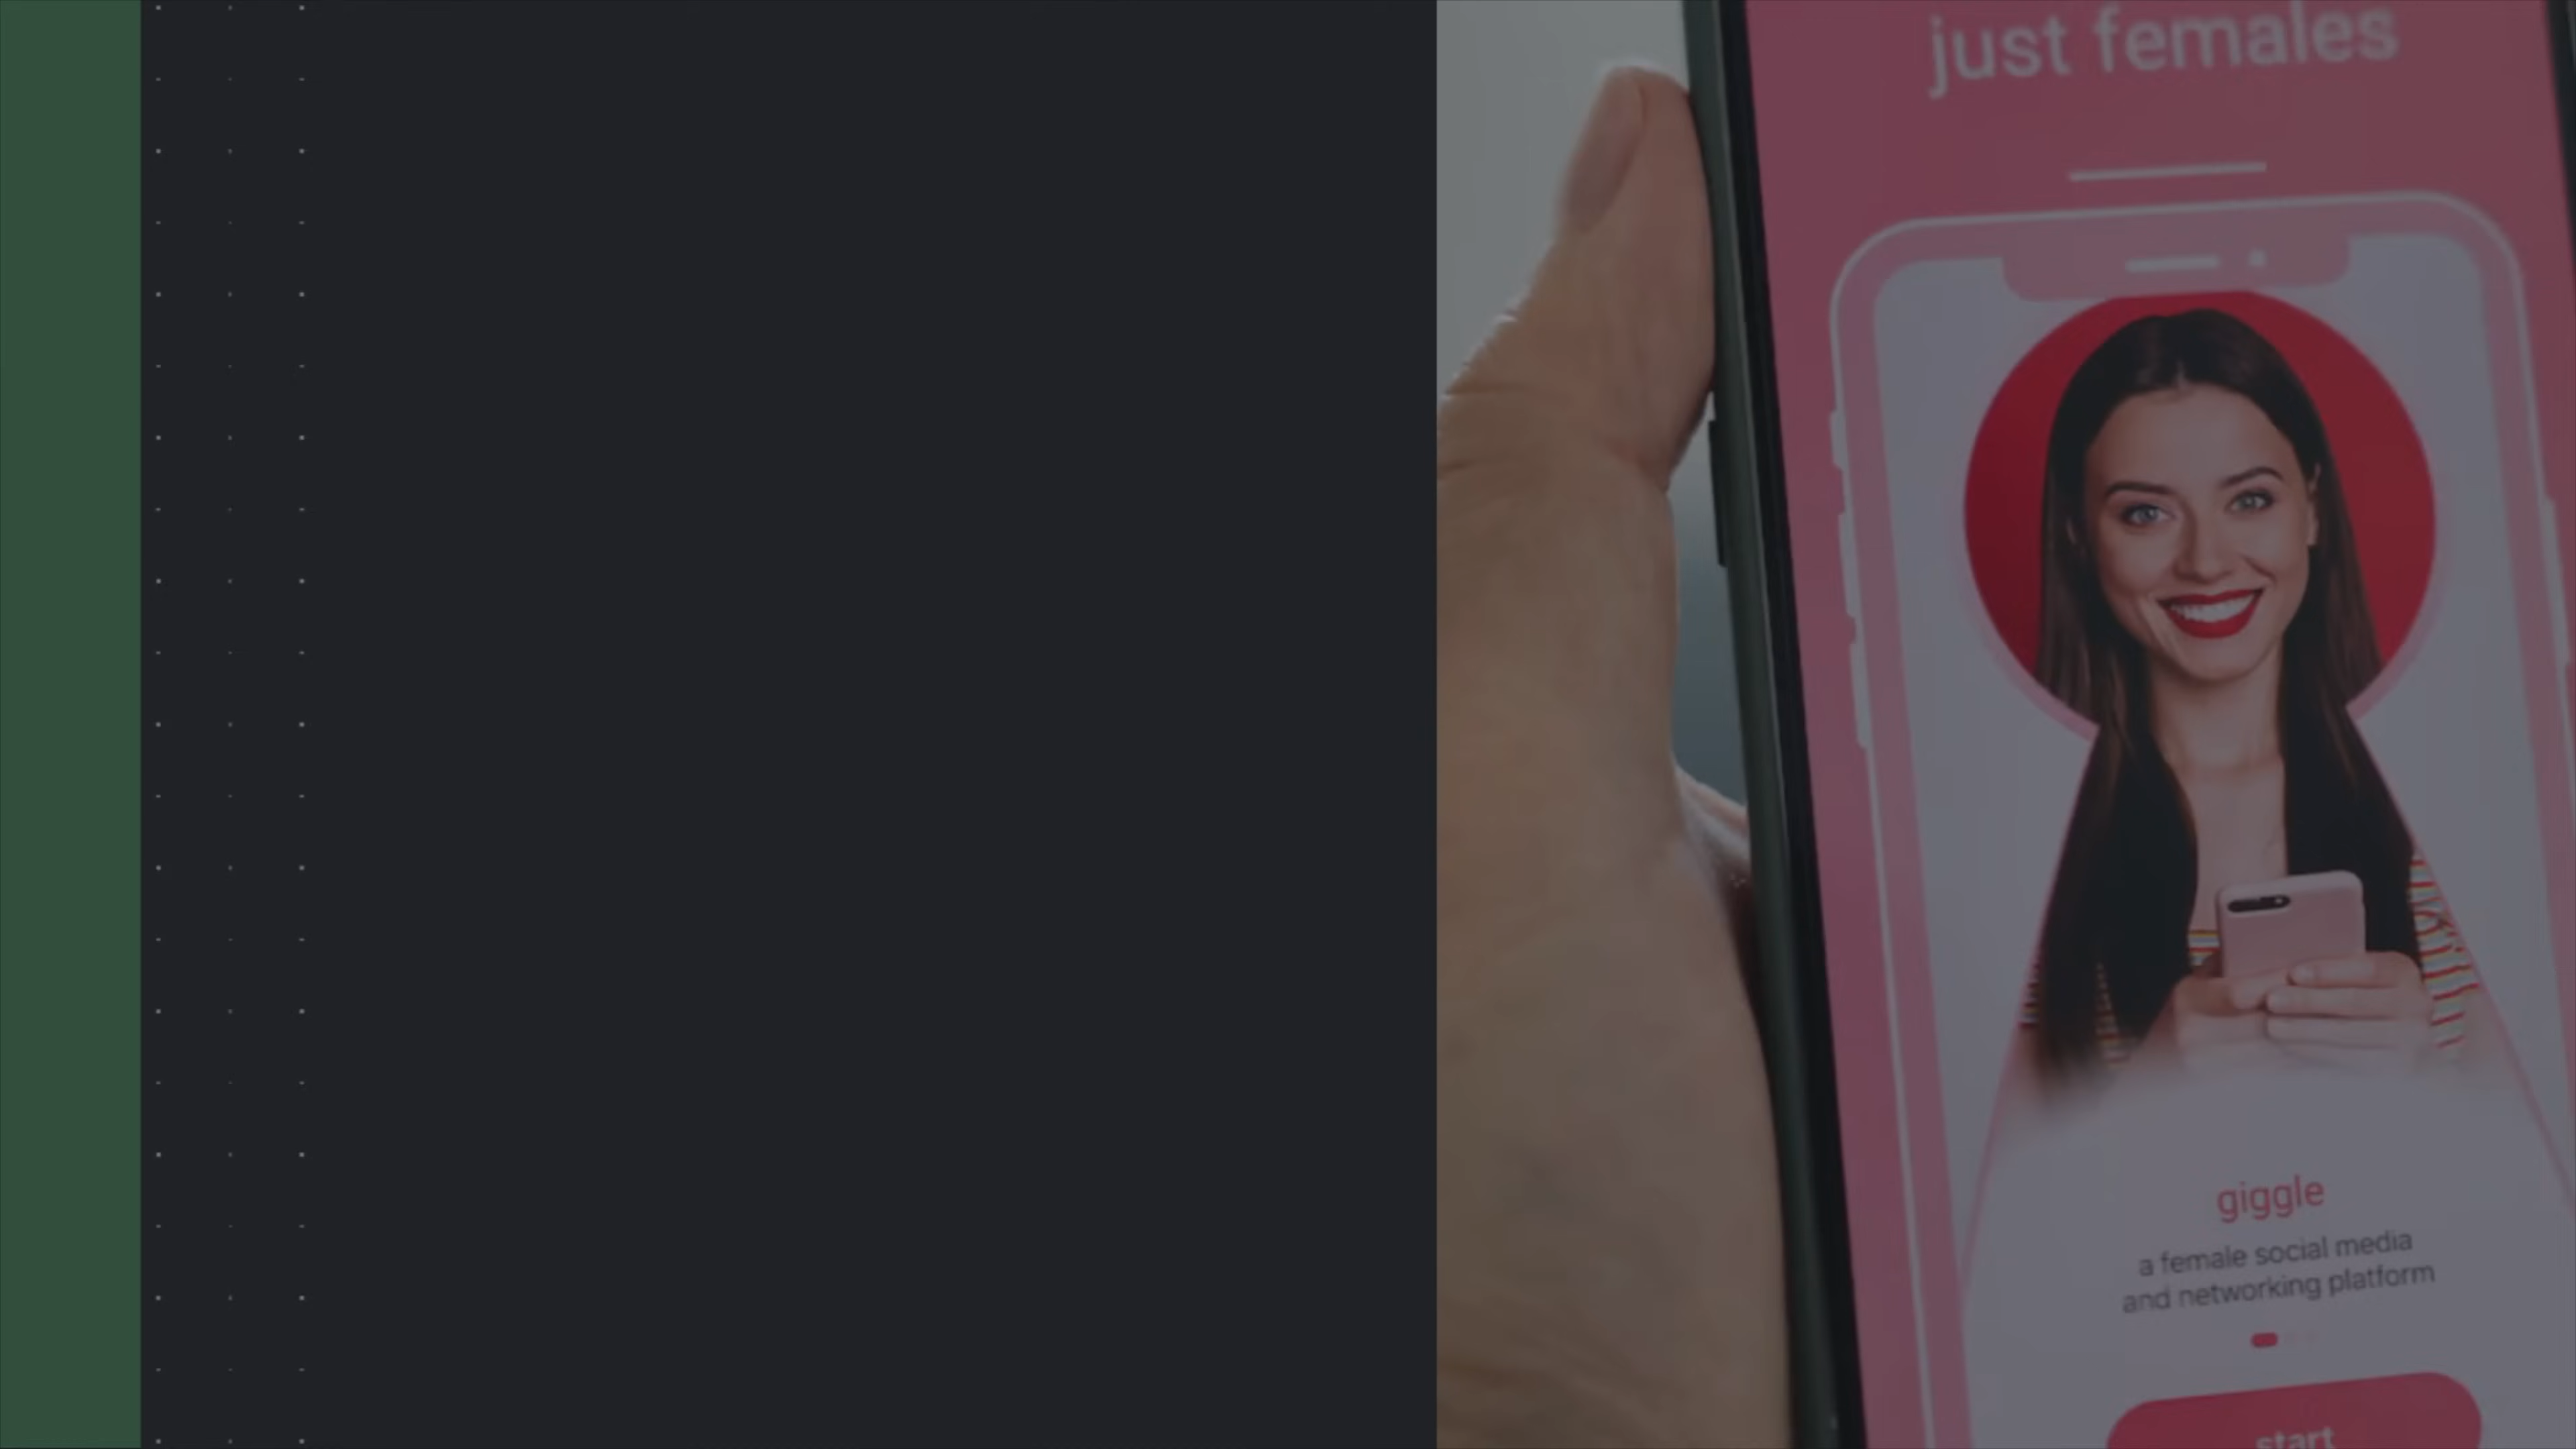 just females
giggle
a female social media
and networking platform
start